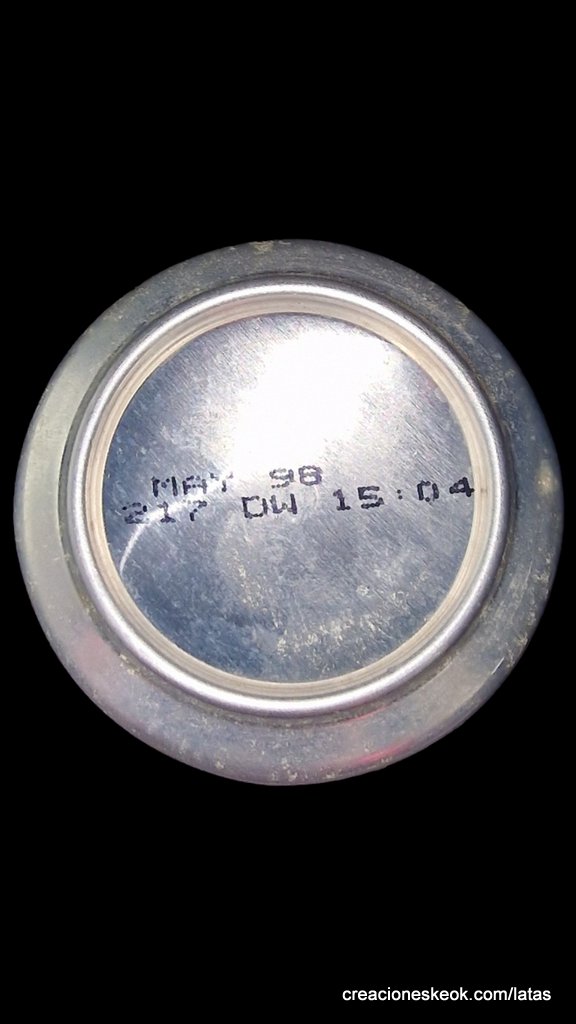 MAY 98
217 DW 15:04
creacioneskeok.com/latas